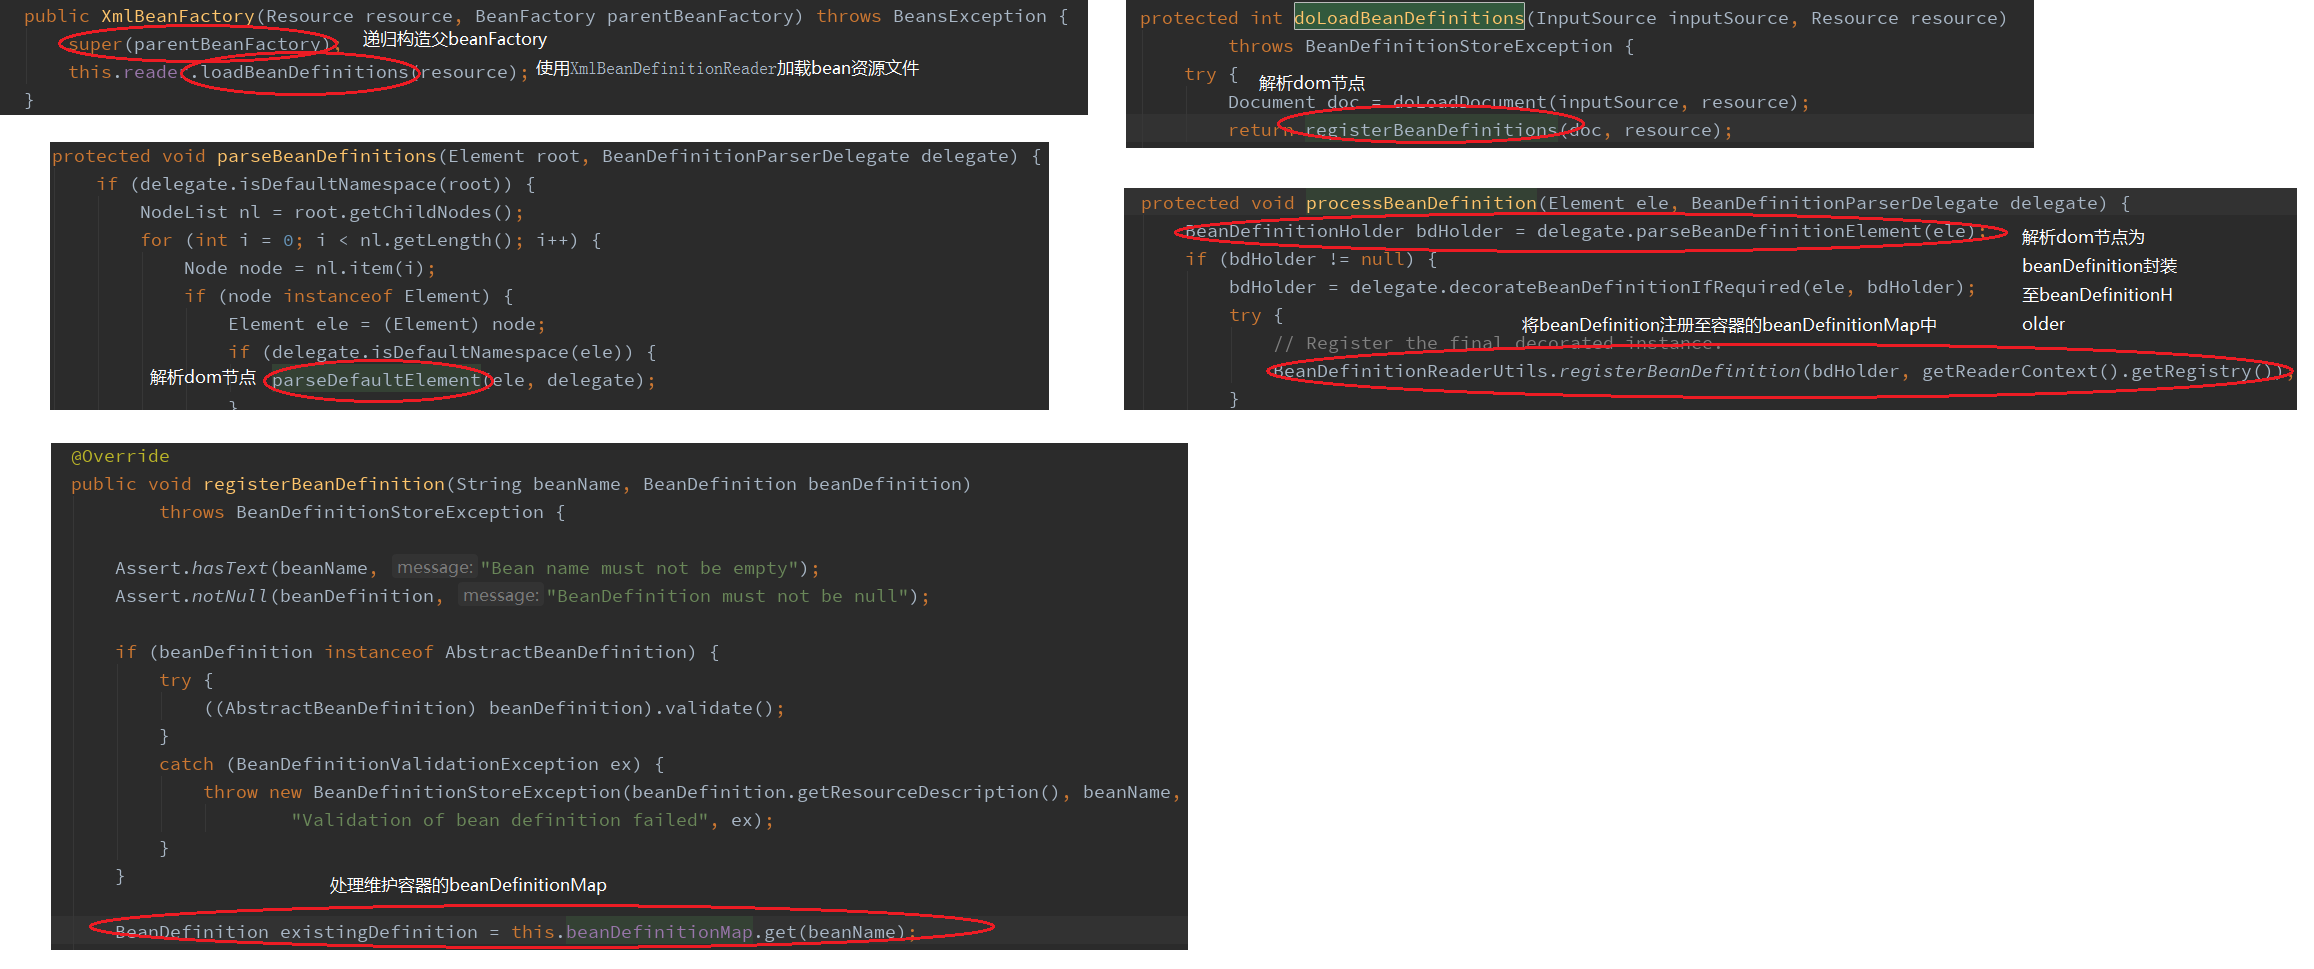 public XmlBeanFactory(Resource resource, BeanFactory parentBeanFactory) throws BeansException {
super(parentBeanFactory); 递归构造父beanFactory
this.reader.loadBeanDefinitions(resource); 使用XmlBeanDefinitionReader加载bean资源文件
}
protected int doLoadBeanDefinitions(InputSource inputSource, Resource resource)
throws BeanDefinitionStoreException {
try {
解析dom节点
Document doc = doLoadDocument(inputSource, resource);
return registerBeanDefinitions(doc, resource);
protected void parseBeanDefinitions(Element root, BeanDefinitionParserDelegate delegate) {
if (delegate.isDefaultNamespace(root)) {
NodeList nl = root.getChildNodes();
for (int i = 0; i < nl.getLength(); i++) {
Node node = nl.item(i);
if (node instanceof Element) {
Element ele = (Element) node;
if (delegate.isDefaultNamespace(ele)) {
解析dom节点 parseDefaultElement(ele, delegate);
}
protected void processBeanDefinition(Element ele, BeanDefinitionParserDelegate delegate) {
BeanDefinitionHolder bdHolder = delegate.parseBeanDefinitionElement(ele);
if (bdHolder != null) {
bdHolder = delegate.decorateBeanDefinitionIfRequired(ele, bdHolder);
try {
将beanDefinition注册至容器的beanDefinitionMap中
// Register the final decorated instance.
BeanDefinitionReaderUtils.registerBeanDefinition(bdHolder, getReaderContext().getRegistry());
}
解析dom节点为
beanDefinition封装
至beanDefinitionH
older
@Override
public void registerBeanDefinition(String beanName, BeanDefinition beanDefinition)
throws BeanDefinitionStoreException {
Assert.hasText(beanName, message: "Bean name must not be empty");
Assert.notNull(beanDefinition, message: "BeanDefinition must not be null");
if (beanDefinition instanceof AbstractBeanDefinition) {
try {
((AbstractBeanDefinition) beanDefinition).validate();
}
catch (BeanDefinitionValidationException ex) {
throw new BeanDefinitionStoreException(beanDefinition.getResourceDescription(), beanName,
"Validation of bean definition failed", ex);
}
}
处理维护容器的beanDefinitionMap
BeanDefinition existingDefinition = this.beanDefinitionMap.get(beanName);